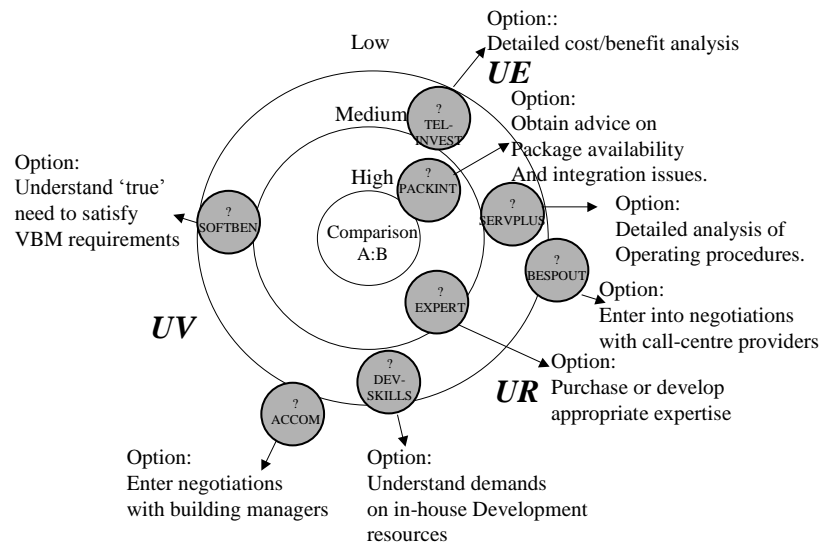 Option::
Detailed cost/benefit analysis
Low
UE
?
TEL-
INVEST
Medium
Option:
Obtain advice on
Package availability
And integration issues.
Option:
Understand ‘true’
need to satisfy
VBM requirements
?
SOFTBEN
High
?
PACKINT
?
SERVPLUS
Option:
Detailed analysis of
Operating procedures.
Comparison
A:B
?
BESPOUT
Option:
Enter into negotiations
with call-centre providers
?
EXPERT
UV
UR
Option:
Purchase or develop
appropriate expertise
?
DEV-
SKILLS
?
ACCOM
Option:
Enter negotiations
with building managers
Option:
Understand demands
on in-house Development
resources